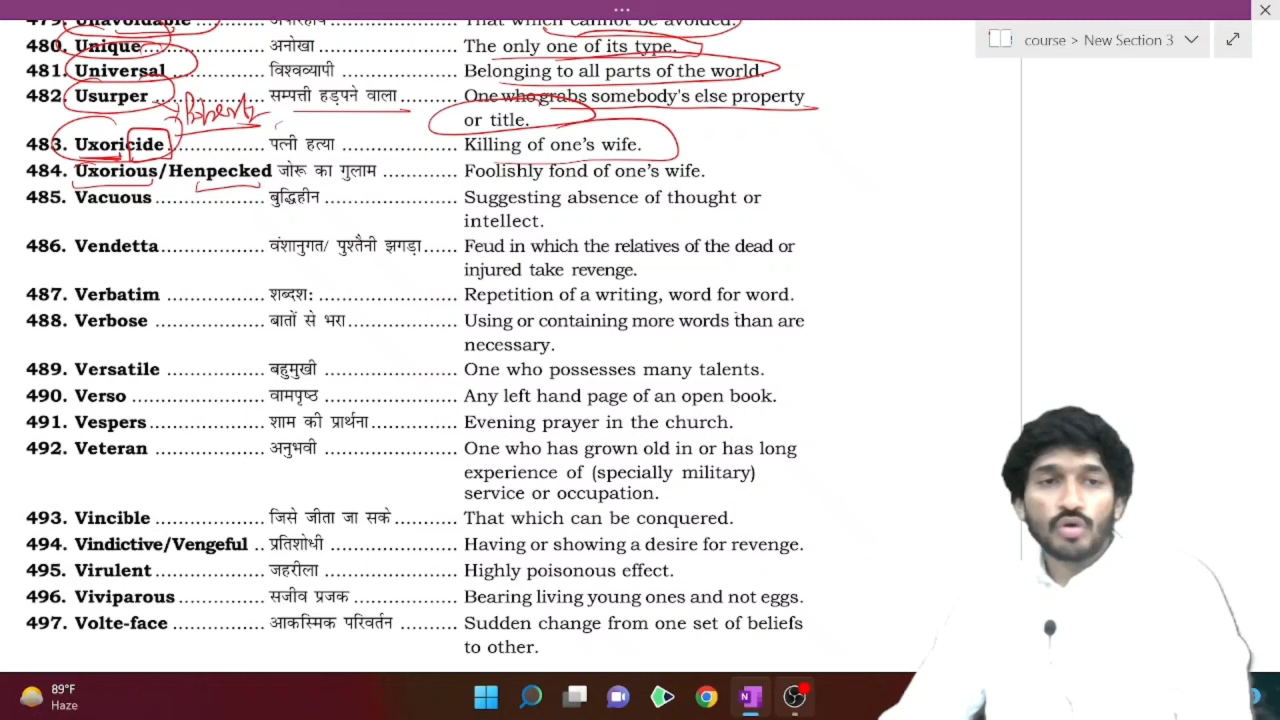 course > New Section 3
479. Unavoidable ............ अपरिहार्य ...................... That which cannot be avoided.
480. Unique ................... अनोखा ......................... The only one of its type.
481. Universal ............... विश्वव्यापी ..................... Belonging to all parts of the world.
482. Usurper ................. सम्पत्ती हड़पने वाला .......... One who grabs somebody's else property
or title.
Property
483. Uxoricide ............... पत्नी हत्या ..................... Killing of one's wife.
484. Uxorious/Henpecked जोरू का गुलाम ............. Foolishly fond of one's wife.
485. Vacuous ................. बुद्धिहीन ........................ Suggesting absence of thought or
intellect.
486. Vendetta ................ वंशानुगत/ पुश्तैनी झगड़ा ...... Feud in which the relatives of the dead or
injured take revenge.
487. Verbatim ................ शब्दश: ........................ Repetition of a writing, word for word.
488. Verbose .................. बातों से भरा ................... Using or containing more words than are
necessary.
489. Versatile ................ बहुमुखी ........................ One who possesses many talents.
490. Verso ...................... वामपृष्ठ ........................ Any left hand page of an open book.
491. Vespers ................... शाम की प्रार्थना ............... Evening prayer in the church.
492. Veteran .................. अनुभवी ......................... One who has grown old in or has long
experience of (specially military)
service or occupation.
493. Vincible .................. जिसे जीता जा सके ........... That which can be conquered.
494. Vindictive/Vengeful .. प्रतिशोधी ...................... Having or showing a desire for revenge.
495. Virulent .................. जहरीला ........................ Highly poisonous effect.
496. Viviparous .............. सजीव प्रजक .................. Bearing living young ones and not eggs.
497. Volte-face ............... आकस्मिक परिवर्तन .......... Sudden change from one set of beliefs
to other.
89°F
Haze